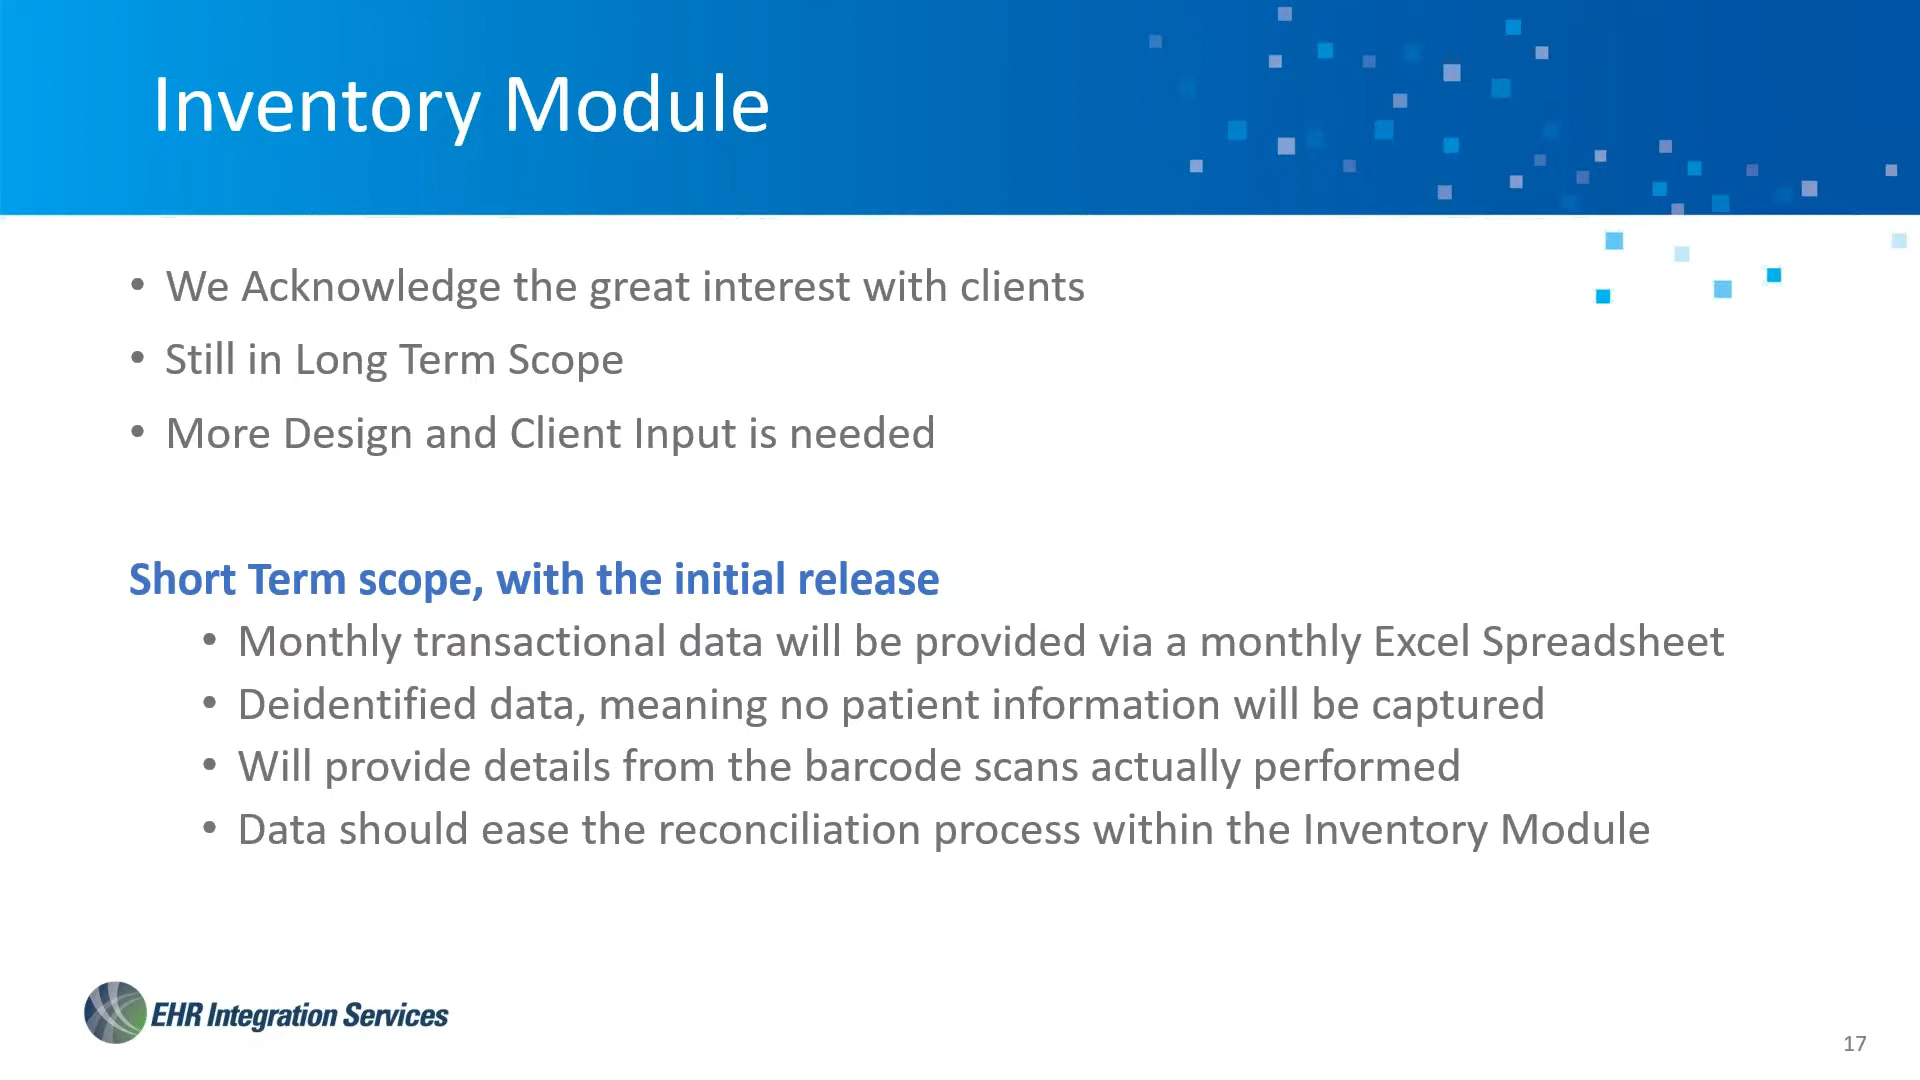 Inventory Module
• We Acknowledge the great interest with clients
• Still in Long Term Scope
• More Design and Client Input is needed
Short Term scope, with the initial release
• Monthly transactional data will be provided via a monthly Excel Spreadsheet
• Deidentified data, meaning no patient information will be captured
• Will provide details from the barcode scans actually performed
• Data should ease the reconciliation process within the Inventory Module
EHR Integration Services
17